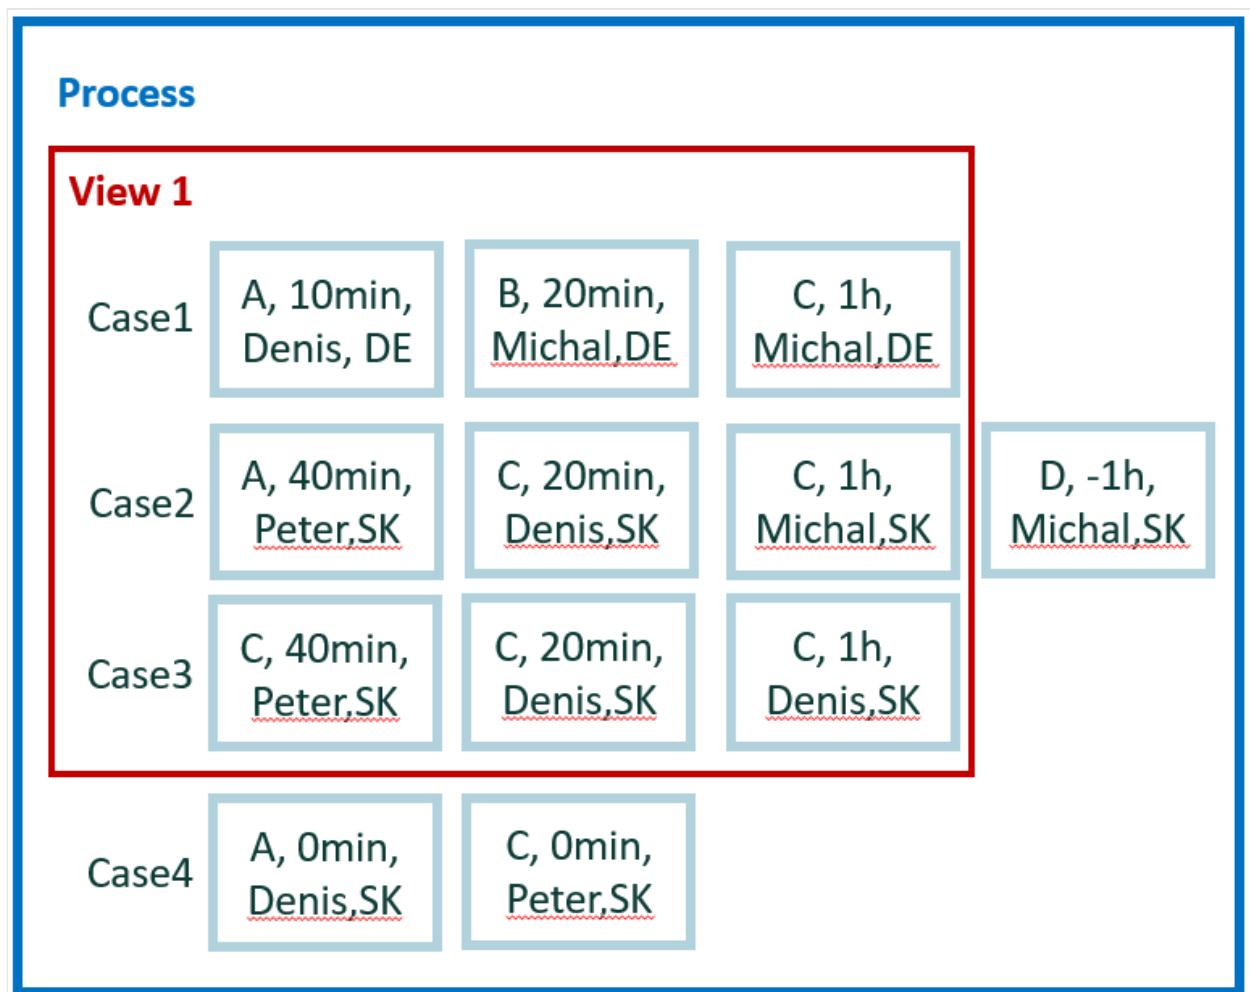 Process
View 1
Case1
A, 10min,
Denis, DE
B, 20min,
Michal,DE
C, 1h,
Michal,DE
Case2
A, 40min,
Peter,SK
C, 20min,
Denis,SK
C, 1h,
Michal,SK
D, -1h,
Michal,SK
Case3
C, 40min,
Peter,SK
C, 20min,
Denis,SK
C, 1h,
Denis,SK
Case4
A, 0min,
Denis,SK
C, 0min,
Peter,SK